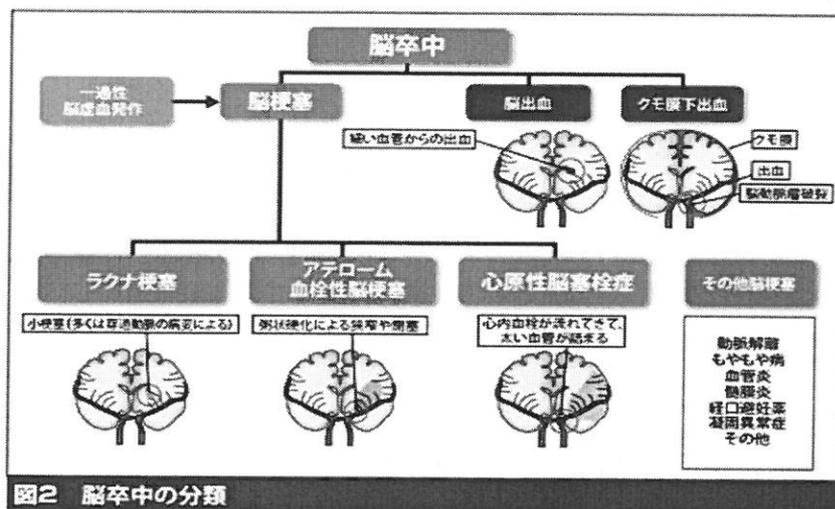 脳卒中
一過性
脳虚血発作
脳梗塞
脳出血
クモ膜下出血
細い血管からの出血
クモ膜
出血
脳動脈瘤破裂
ラクナ梗塞
アテローム
血栓性脳梗塞
心原性脳塞栓症
その他脳梗塞
小梗塞(多くは穿通動脈の病変による)
粥状硬化による狭窄や閉塞
心内血栓が流れてきて、
太い血管が詰まる
動脈解離
もやもや病
血管炎
髄膜炎
経口避妊薬
凝固異常症
その他
図2 脳卒中の分類